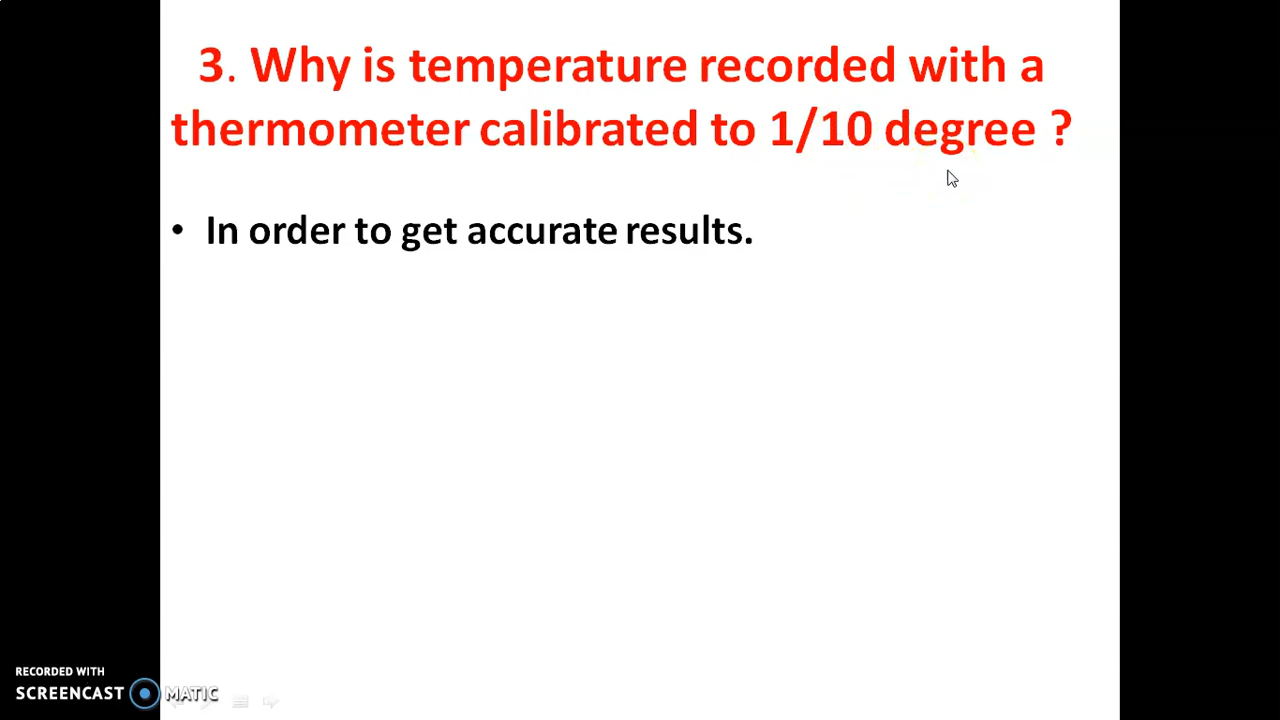 3. Why is temperature recorded with a
thermometer calibrated to 1/10 degree ?
• In order to get accurate results.
RECORDED WITH
SCREENCAST MATIC